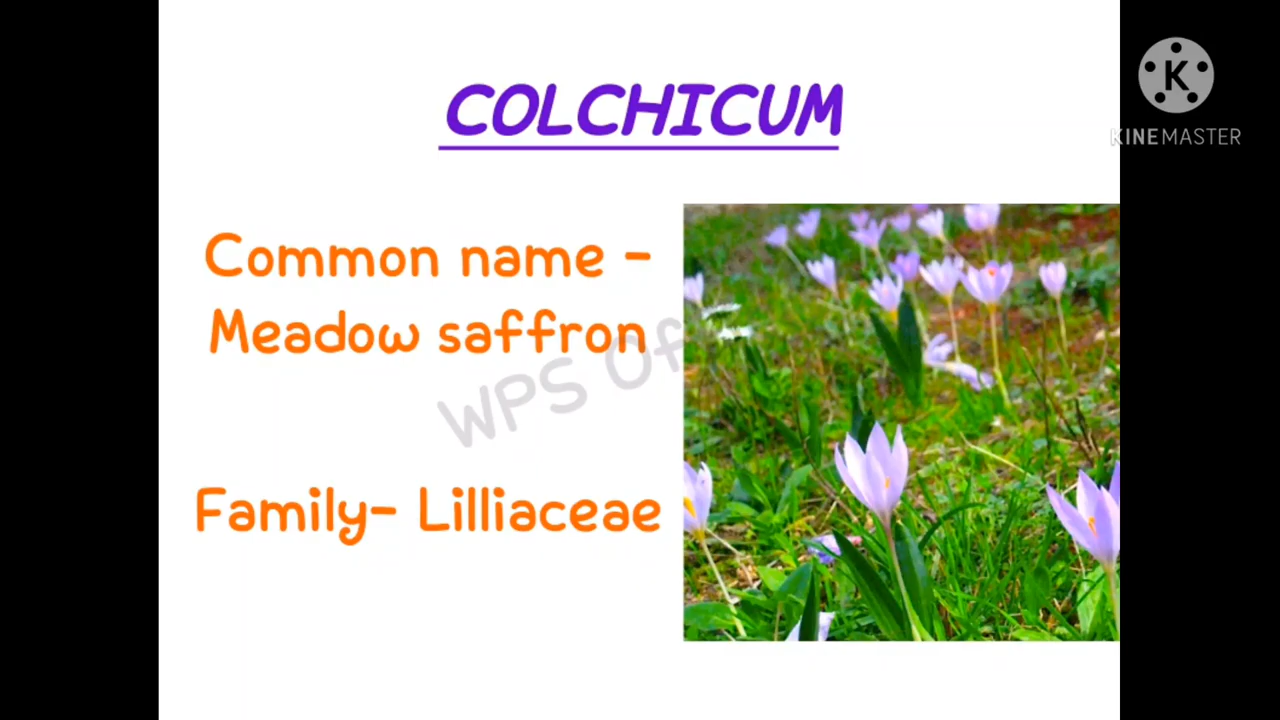 COLCHICUM
K
KINEMASTER
Common name -
Meadow saffron
WPS Of
Family- Lilliaceae